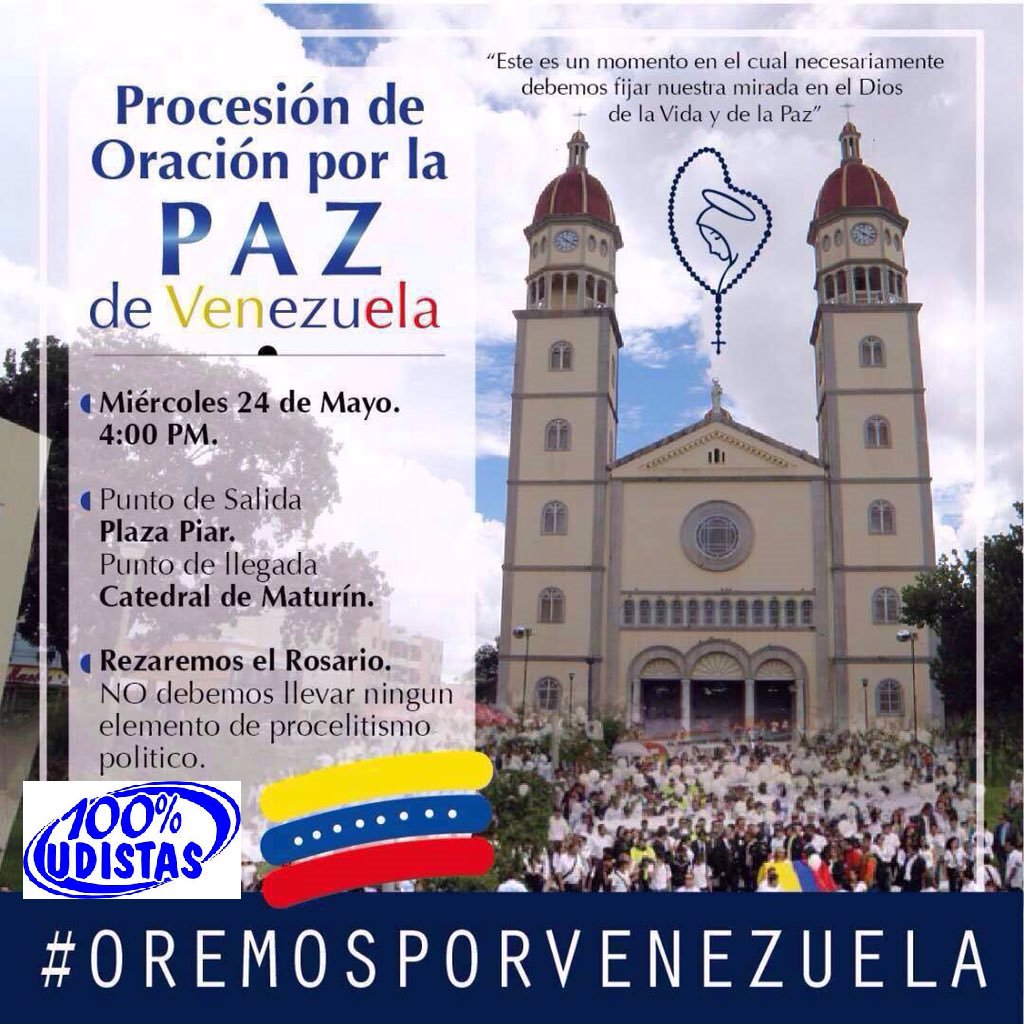 Procesión de
Oración por la
PAZ
de Venezuela
Miércoles 24 de Mayo.
4:00 PM.
Punto de Salida
Plaza Piar.
Punto de llegada
Catedral de Maturín.
Rezaremos el Rosario.
NO debemos llevar ningun
elemento de procelitismo
politico.
“Este es un momento en el cual necesariamente
debemos fijar nuestra mirada en el Dios
de la Vida y de la Paz”
100%
UDISTAS
#OREMOSPORVENEZUELA